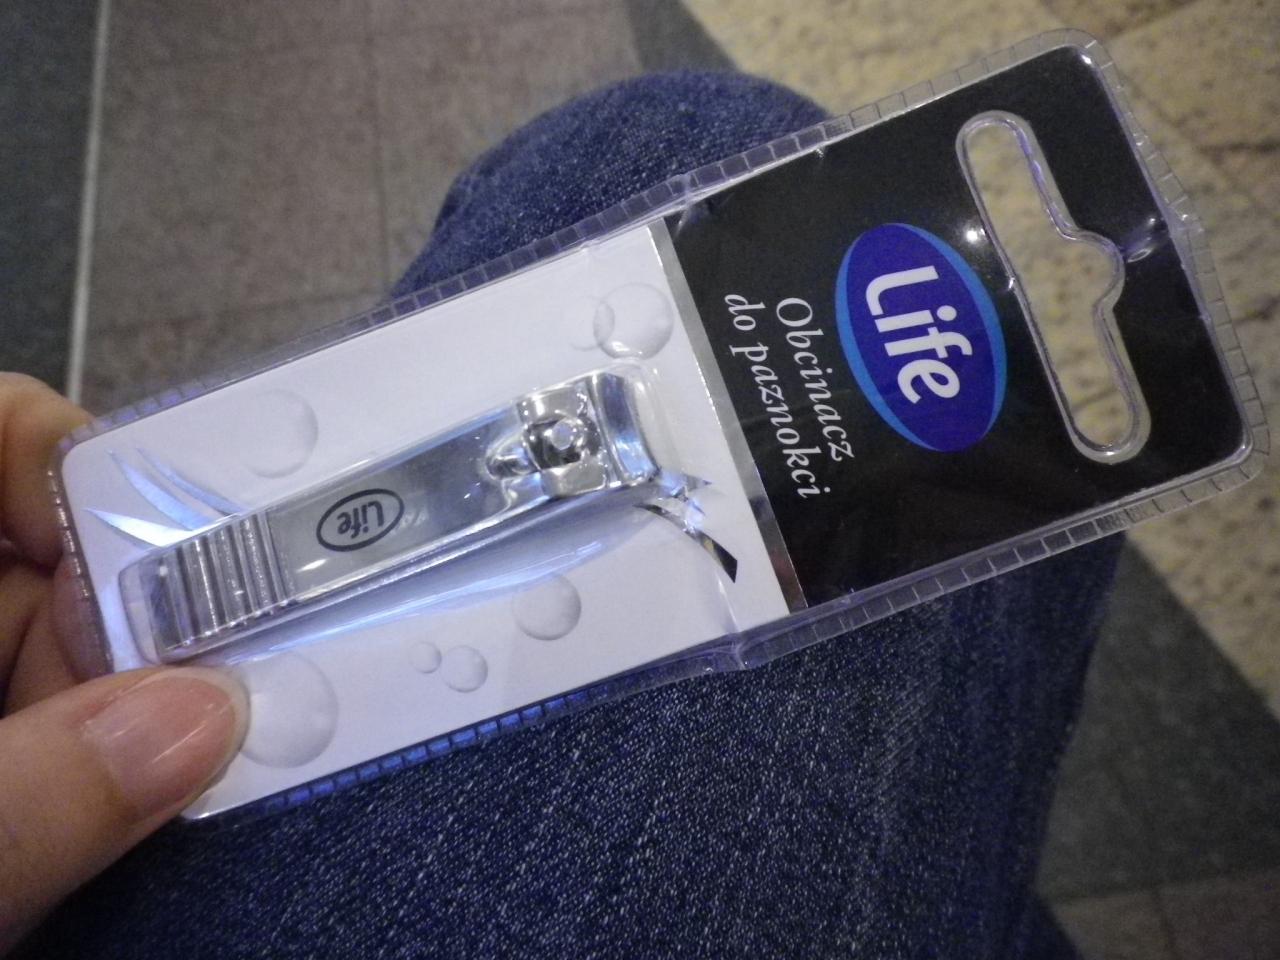 Life
Obcinacz
do paznokci
Life